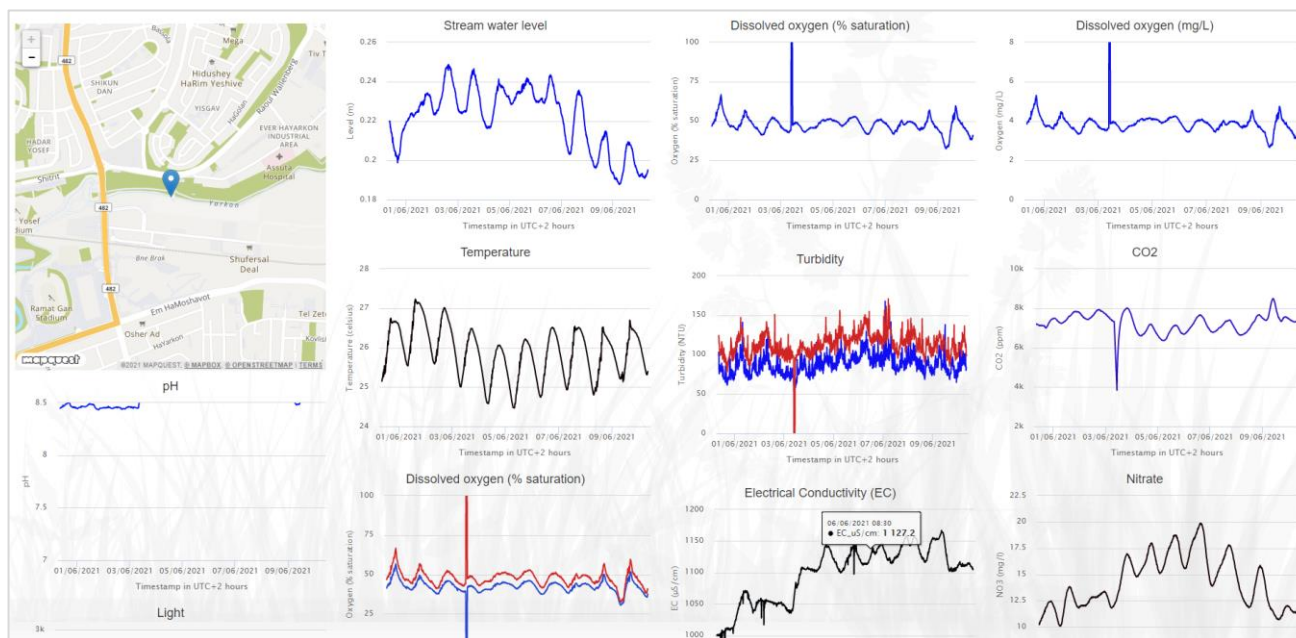 Bagola
Mega
Tiv T
482
Hidushey
HaRim Yeshive
SHIKUN
DAN
HaGolan
Raoul Wallenberg
YISGAV
EVER HAYARKON
INDUSTRIAL
AREA
HADAR
YOSEF
Assuta
Hospital
Shitrit
Yarkon
482
Yosef
dium
Shufersal
Deal
Bne Brak
482
Ramat Gan
Stadium
Em HaMoshavot
Osher Ad
Tel Zet
HaYarkon
mapquest
©2021 MAPQUEST, © MAPBOX, © OPENSTREETMAP | TERMS
Stream water level
0.26
0.24
0.22
0.2
0.18
Level (m)
01/06/2021 03/06/2021 05/06/2021 07/06/2021 09/06/2021
Timestamp in UTC+2 hours
Dissolved oxygen (% saturation)
100
75
50
25
0
Oxygen (% saturation)
01/06/2021 03/06/2021 05/06/2021 07/06/2021 09/06/2021
Timestamp in UTC+2 hours
Dissolved oxygen (mg/L)
8
6
4
2
0
Oxygen (mg/L)
01/06/2021 03/06/2021 05/06/2021 07/06/2021 09/06/2021
Timestamp in UTC+2 hours
Temperature
28
27
26
25
24
Temperature (celsius)
01/06/2021 03/06/2021 05/06/2021 07/06/2021 09/06/2021
Timestamp in UTC+2 hours
Turbidity
200
150
100
50
0
Turbidity (NTU)
01/06/2021 03/06/2021 05/06/2021 07/06/2021 09/06/2021
Timestamp in UTC+2 hours
CO2
10k
8k
6k
4k
2k
CO2 (ppm)
01/06/2021 03/06/2021 05/06/2021 07/06/2021 09/06/2021
Timestamp in UTC+2 hours
pH
8.5
8
7.5
7
pH
01/06/2021 03/06/2021 05/06/2021 07/06/2021 09/06/2021
Timestamp in UTC+2 hours
Light
3k
Dissolved oxygen (% saturation)
100
75
50
25
Oxygen (% saturation)
Electrical Conductivity (EC)
1200
1150
1100
1050
1000
EC (µS/cm)
06/06/2021 08:30
● EC_uS/cm: 1 127.2
Nitrate
22.5
20
17.5
15
12.5
10
NO3 (mg/l)